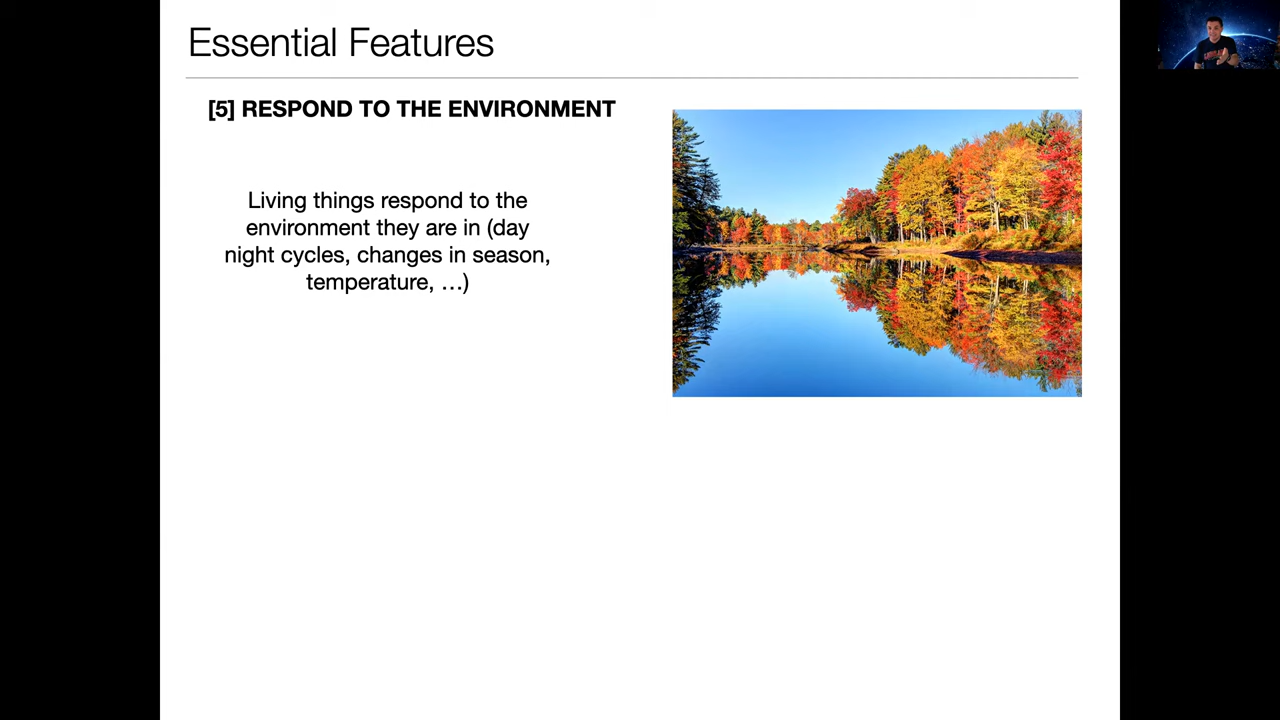 Essential Features
[5] RESPOND TO THE ENVIRONMENT
Living things respond to the
environment they are in (day
night cycles, changes in season,
temperature, …)